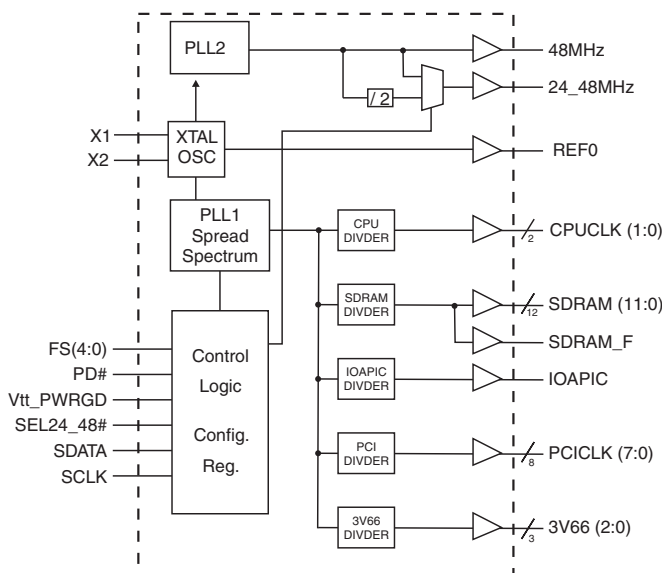 PLL2
48MHz
24_48MHz
/ 2
X1
X2
XTAL
OSC
REF0
PLL1
Spread
Spectrum
CPU
DIVDER
2
CPUCLK (1:0)
SDRAM
DIVDER
12
SDRAM (11:0)
SDRAM_F
FS(4:0)
PD#
Vtt_PWRGD
SEL24_48#
SDATA
SCLK
Control
Logic
Config.
Reg.
IOAPIC
DIVDER
IOAPIC
PCI
DIVDER
8
PCICLK (7:0)
3V66
DIVDER
3
3V66 (2:0)